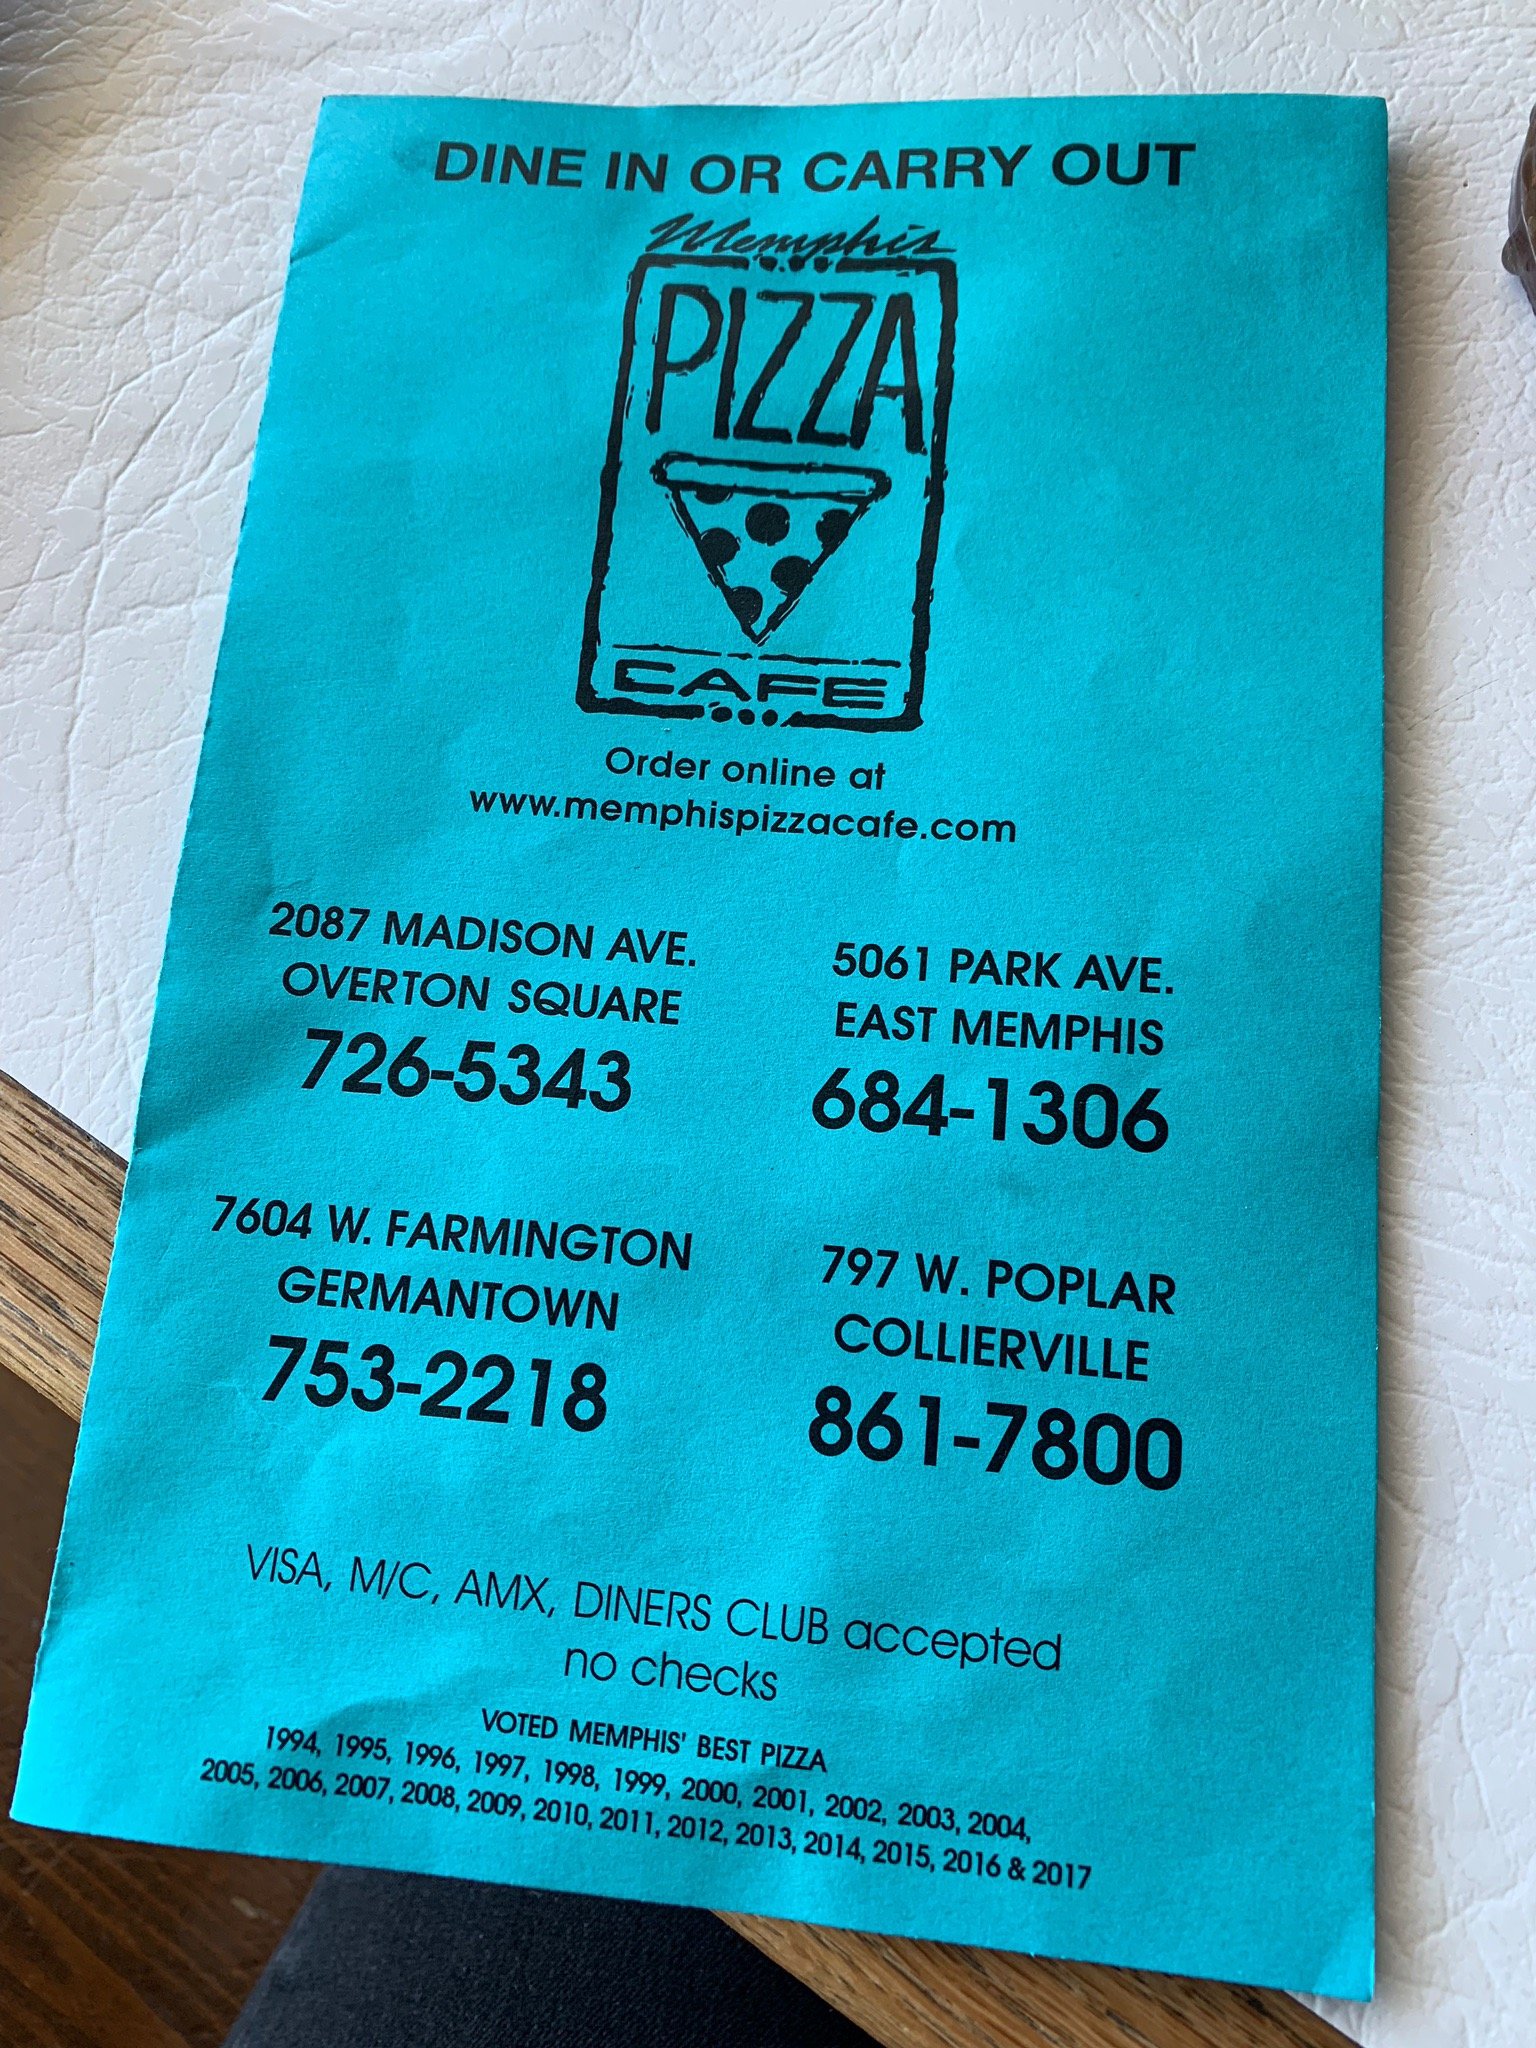 DINE IN OR CARRY OUT
Memphis
PIZZA
CAFE
Order online at
www.memphispizzacafe.com
2087 MADISON AVE.
OVERTON SQUARE
726-5343
5061 PARK AVE.
EAST MEMPHIS
684-1306
7604 W. FARMINGTON
GERMANTOWN
753-2218
797 W. POPLAR
COLLIERVILLE
861-7800
VISA, M/C, AMX, DINERS CLUB accepted
no checks
VOTED MEMPHIS' BEST PIZZA
1994, 1995, 1996, 1997, 1998, 1999, 2000, 2001, 2002, 2003, 2004,
2005, 2006, 2007, 2008, 2009, 2010, 2011, 2012, 2013, 2014, 2015, 2016 & 2017